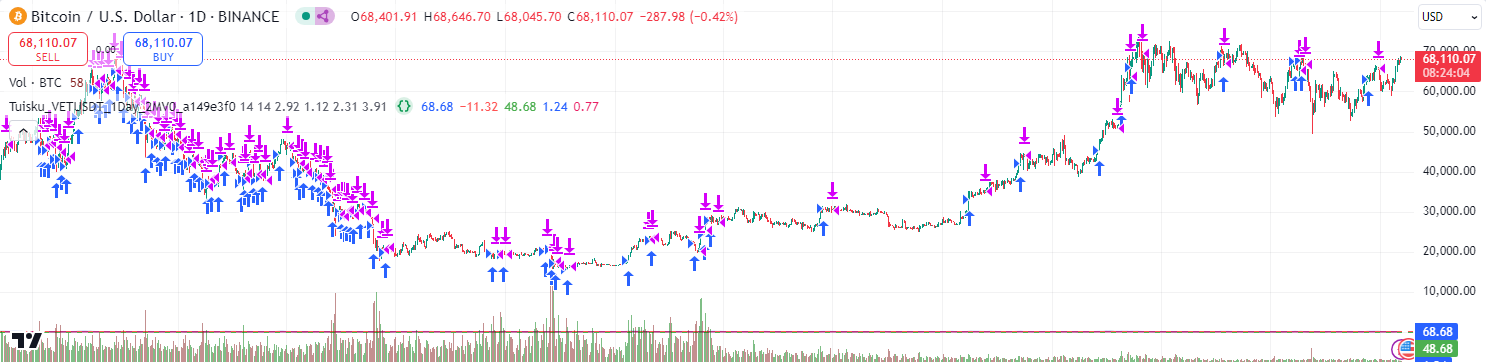 Bitcoin / U.S. Dollar · 1D · BINANCE O68,401.91 H68,646.70 L68,045.70 C68,110.07 −287.98 (−0.42%)
USD
68,110.07
SELL
0.00
68,110.07
BUY
Vol · BTC 58
Tuisku_VETUSDT_1Day_2MV0_a149e3f0 14 14 2.92 1.12 2.31 3.91 {} 68.68 −11.32 48.68 1.24 0.77
70,000.00
68,110.07
08:24:04
60,000.00
50,000.00
40,000.00
30,000.00
20,000.00
10,000.00
68.68
48.68